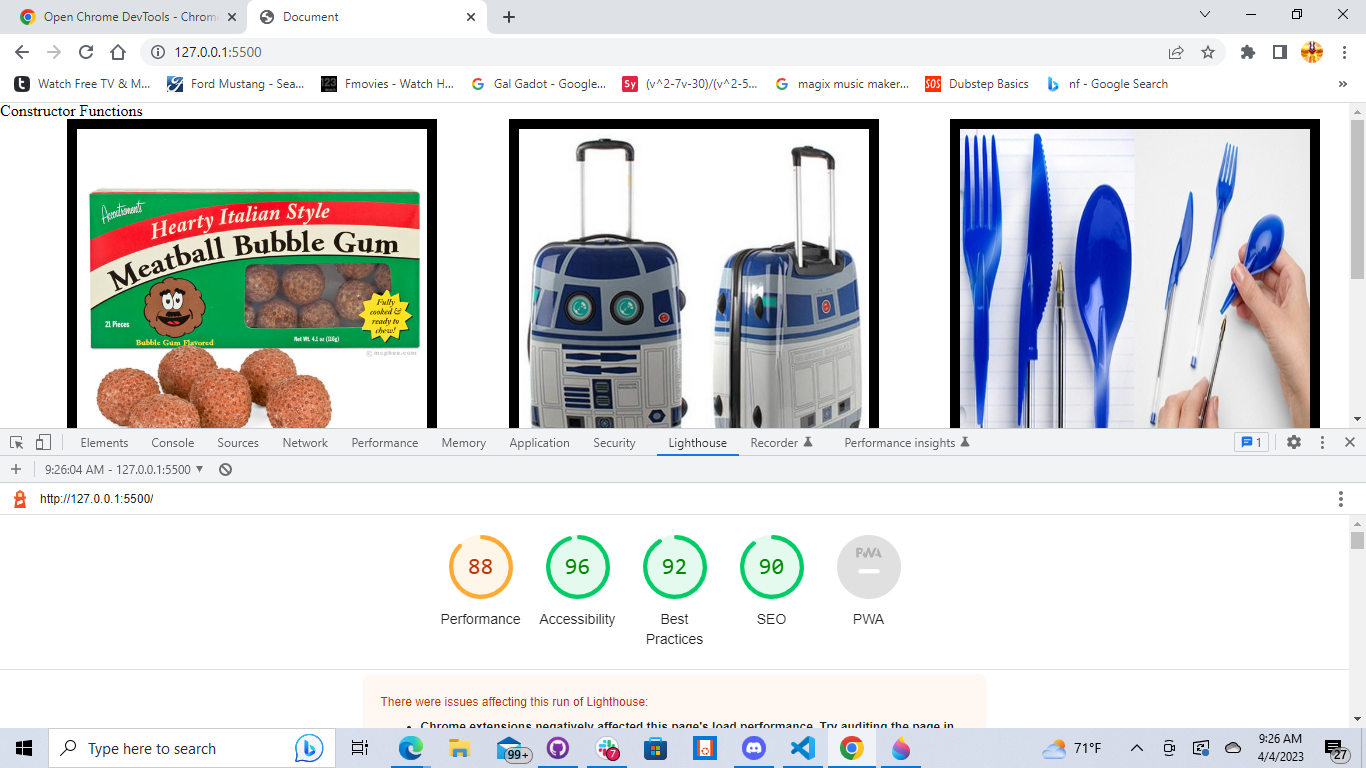 Open Chrome DevTools - Chrom
Document
127.0.0.1:5500
Watch Free TV & M...
Ford Mustang - Sea...
Fmovies - Watch H...
Gal Gadot - Google...
Sy
(v^2-7v-30)/(v^2-5...
magix music maker...
SOS
Dubstep Basics
nf - Google Search
»
Constructor Functions
Accoutrements
Hearty Italian Style
Meatball Bubble Gum
Fully
cooked &
ready to
chew!
21 Pieces
Net Wt. 4.1 oz (116g)
Bubble Gum Flavored
© mcphee.com
Elements
Console
Sources
Network
Performance
Memory
Application
Security
Lighthouse
Recorder
Performance insights
1
9:26:04 AM - 127.0.0.1:5500
http://127.0.0.1:5500/
88
96
92
90
PWA
Performance
Accessibility
Best
Practices
SEO
PWA
There were issues affecting this run of Lighthouse:
• Chrome extensions negatively affected this page's load performance. Try auditing the page in
Type here to search
99+
7
71°F
9:26 AM
4/4/2023
27